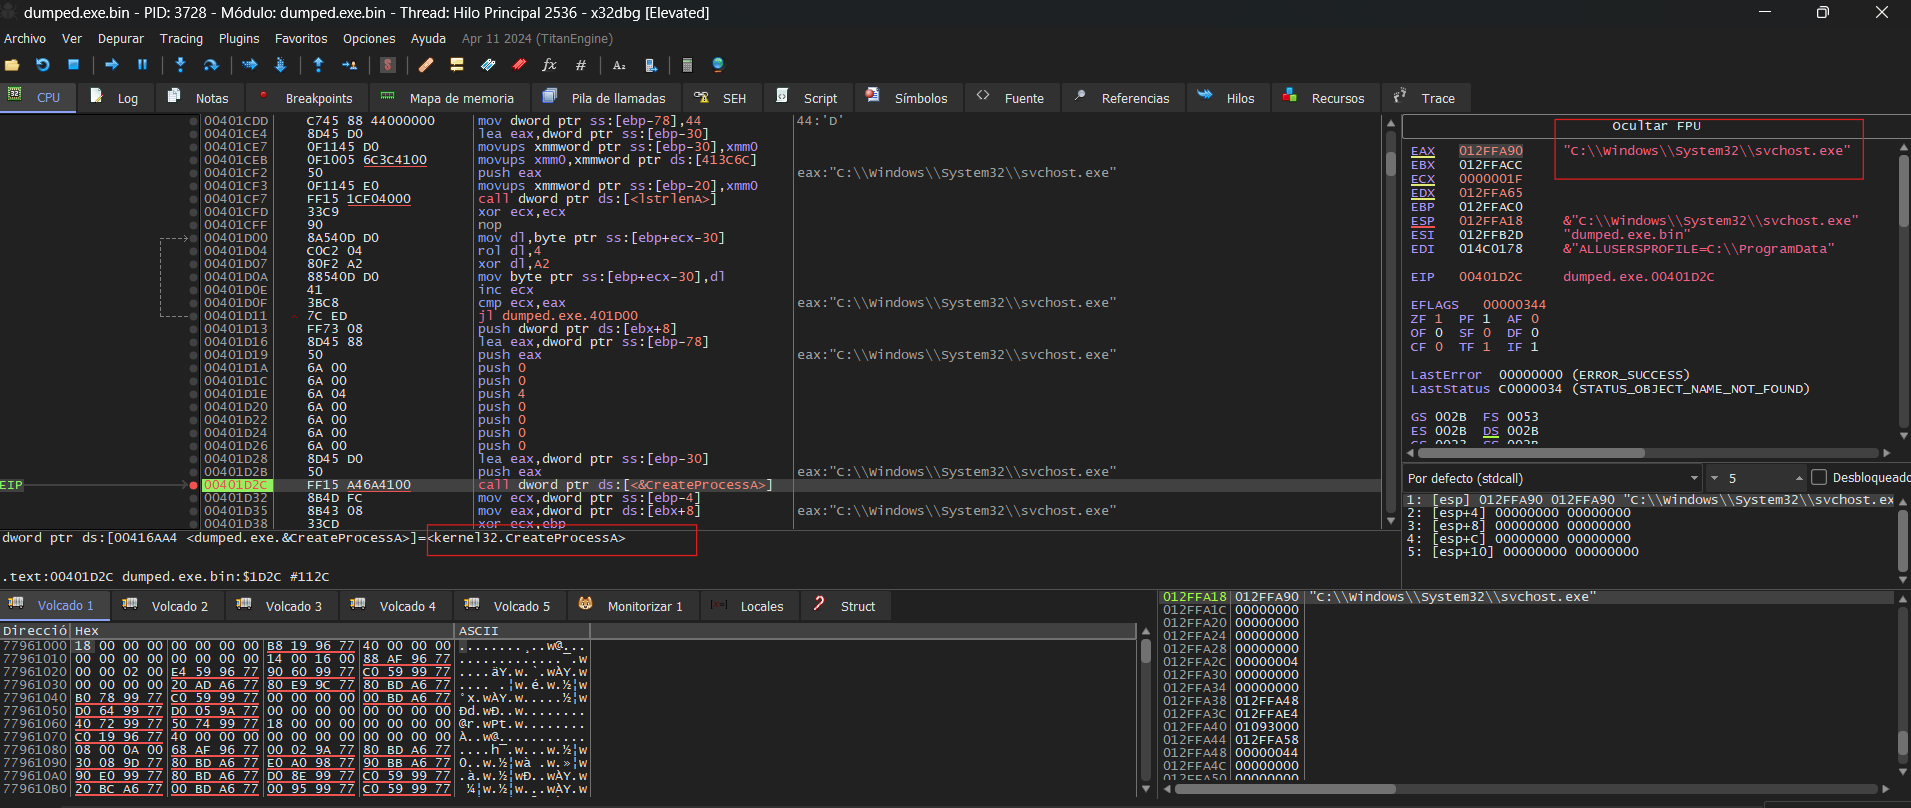 dumped.exe.bin - PID: 3728 - Módulo: dumped.exe.bin - Thread: Hilo Principal 2536 - x32dbg [Elevated]
Archivo Ver Depurar Tracing Plugins Favoritos Opciones Ayuda Apr 11 2024 (TitanEngine)
CPU Log Notas Breakpoints Mapa de memoria Pila de llamadas SEH Script Símbolos Fuente Referencias Hilos Recursos Trace
00401CDD C745 88 44000000 mov dword ptr ss:[ebp-78],44 44:'D'
00401CE4 8D45 D0 lea eax,dword ptr ss:[ebp-30]
00401CE7 0F1145 D0 movups xmmword ptr ss:[ebp-30],xmm0
00401CEB 0F1005 6C3C4100 movups xmm0,xmmword ptr ds:[413C6C]
00401CF2 50 push eax eax:"C:\\Windows\\System32\\svchost.exe"
00401CF3 0F1145 E0 movups xmmword ptr ss:[ebp-20],xmm0
00401CF7 FF15 1CF04000 call dword ptr ds:[<lstrlenA>]
00401CFD 33C9 xor ecx,ecx
00401CFF 90 nop
00401D00 8A540D D0 mov dl,byte ptr ss:[ebp+ecx-30]
00401D04 C0C2 04 rol dl,4
00401D07 80F2 A2 xor dl,A2
00401D0A 88540D D0 mov byte ptr ss:[ebp+ecx-30],dl
00401D0E 41 inc ecx
00401D0F 3BC8 cmp ecx,eax eax:"C:\\Windows\\System32\\svchost.exe"
00401D11 7C ED jl dumped.exe.401D00
00401D13 FF73 08 push dword ptr ds:[ebx+8]
00401D16 8D45 88 lea eax,dword ptr ss:[ebp-78]
00401D19 50 push eax eax:"C:\\Windows\\System32\\svchost.exe"
00401D1A 6A 00 push 0
00401D1C 6A 00 push 0
00401D1E 6A 04 push 4
00401D20 6A 00 push 0
00401D22 6A 00 push 0
00401D24 6A 00 push 0
00401D26 6A 00 push 0
00401D28 8D45 D0 lea eax,dword ptr ss:[ebp-30]
00401D2B 50 push eax eax:"C:\\Windows\\System32\\svchost.exe"
EIP 00401D2C FF15 A46A4100 call dword ptr ds:[<&CreateProcessA>]
00401D32 8B4D FC mov ecx,dword ptr ss:[ebp-4]
00401D35 8B43 08 mov eax,dword ptr ds:[ebx+8] eax:"C:\\Windows\\System32\\svchost.exe"
00401D38 33CD xor ecx,ebp
dword ptr ds:[00416AA4 <dumped.exe.&CreateProcessA>]=<kernel32.CreateProcessA>
.text:00401D2C dumped.exe.bin:$1D2C #112C
Ocultar FPU
EAX 012FFA90 "C:\\Windows\\System32\\svchost.exe"
EBX 012FFACC
ECX 0000001F
EDX 012FFA65
EBP 012FFAC0
ESP 012FFA18 &"C:\\Windows\\System32\\svchost.exe"
ESI 012FFB2D "dumped.exe.bin"
EDI 014C0178 &"ALLUSERSPROFILE=C:\\ProgramData"
EIP 00401D2C dumped.exe.00401D2C
EFLAGS 00000344
ZF 1 PF 1 AF 0
OF 0 SF 0 DF 0
CF 0 TF 1 IF 1
LastError 00000000 (ERROR_SUCCESS)
LastStatus C0000034 (STATUS_OBJECT_NAME_NOT_FOUND)
GS 002B FS 0053
ES 002B DS 002B
Por defecto (stdcall) 5 Desbloqueado
1: [esp] 012FFA90 012FFA90 "C:\\Windows\\System32\\svchost.ex
2: [esp+4] 00000000 00000000
3: [esp+8] 00000000 00000000
4: [esp+C] 00000000 00000000
5: [esp+10] 00000000 00000000
Volcado 1 Volcado 2 Volcado 3 Volcado 4 Volcado 5 Monitorizar 1 Locales Struct
Direcció Hex ASCII
77961000 18 00 00 00 00 00 00 00 B8 19 96 77 40 00 00 00
77961010 00 00 00 00 00 00 00 00 14 00 16 00 88 AF 96 77
77961020 00 00 02 00 E4 59 96 77 90 60 99 77 C0 59 99 77
77961030 00 00 00 00 20 AD A6 77 80 E9 9C 77 80 BD A6 77
77961040 B0 78 99 77 C0 59 99 77 00 00 00 00 00 BD A6 77
77961050 D0 64 99 77 D0 05 9A 77 00 00 00 00 00 00 00 00
77961060 40 72 99 77 50 74 99 77 18 00 00 00 00 00 00 00
77961070 C0 19 96 77 40 00 00 00 00 00 00 00 00 00 00 00
77961080 08 00 0A 00 68 AF 96 77 00 02 9A 77 80 BD A6 77
77961090 30 08 9D 77 80 BD A6 77 E0 A0 98 77 90 BB A6 77
779610A0 90 E0 99 77 80 BD A6 77 D0 8E 99 77 C0 59 99 77
779610B0 20 BC A6 77 00 BD A6 77 00 95 99 77 C0 59 99 77
012FFA18 012FFA90 "C:\\Windows\\System32\\svchost.exe"
012FFA1C 00000000
012FFA20 00000000
012FFA24 00000000
012FFA28 00000000
012FFA2C 00000004
012FFA30 00000000
012FFA34 00000000
012FFA38 012FFA48
012FFA3C 012FFAE4
012FFA40 01093000
012FFA44 012FFA58
012FFA48 00000044
012FFA4C 00000000
012FFA50 00000000